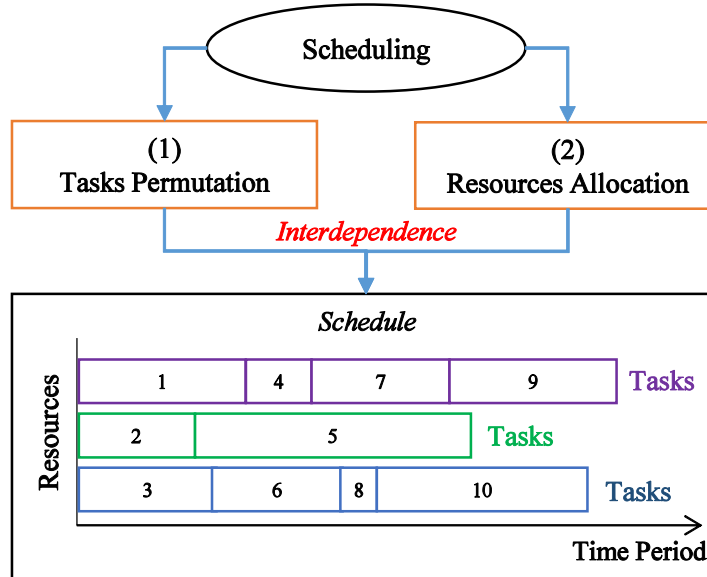 Scheduling
(1)
Tasks Permutation
(2)
Resources Allocation
Interdependence
Schedule
Resources
1 4 7 9 Tasks
2 5 Tasks
3 6 8 10 Tasks
Time Period